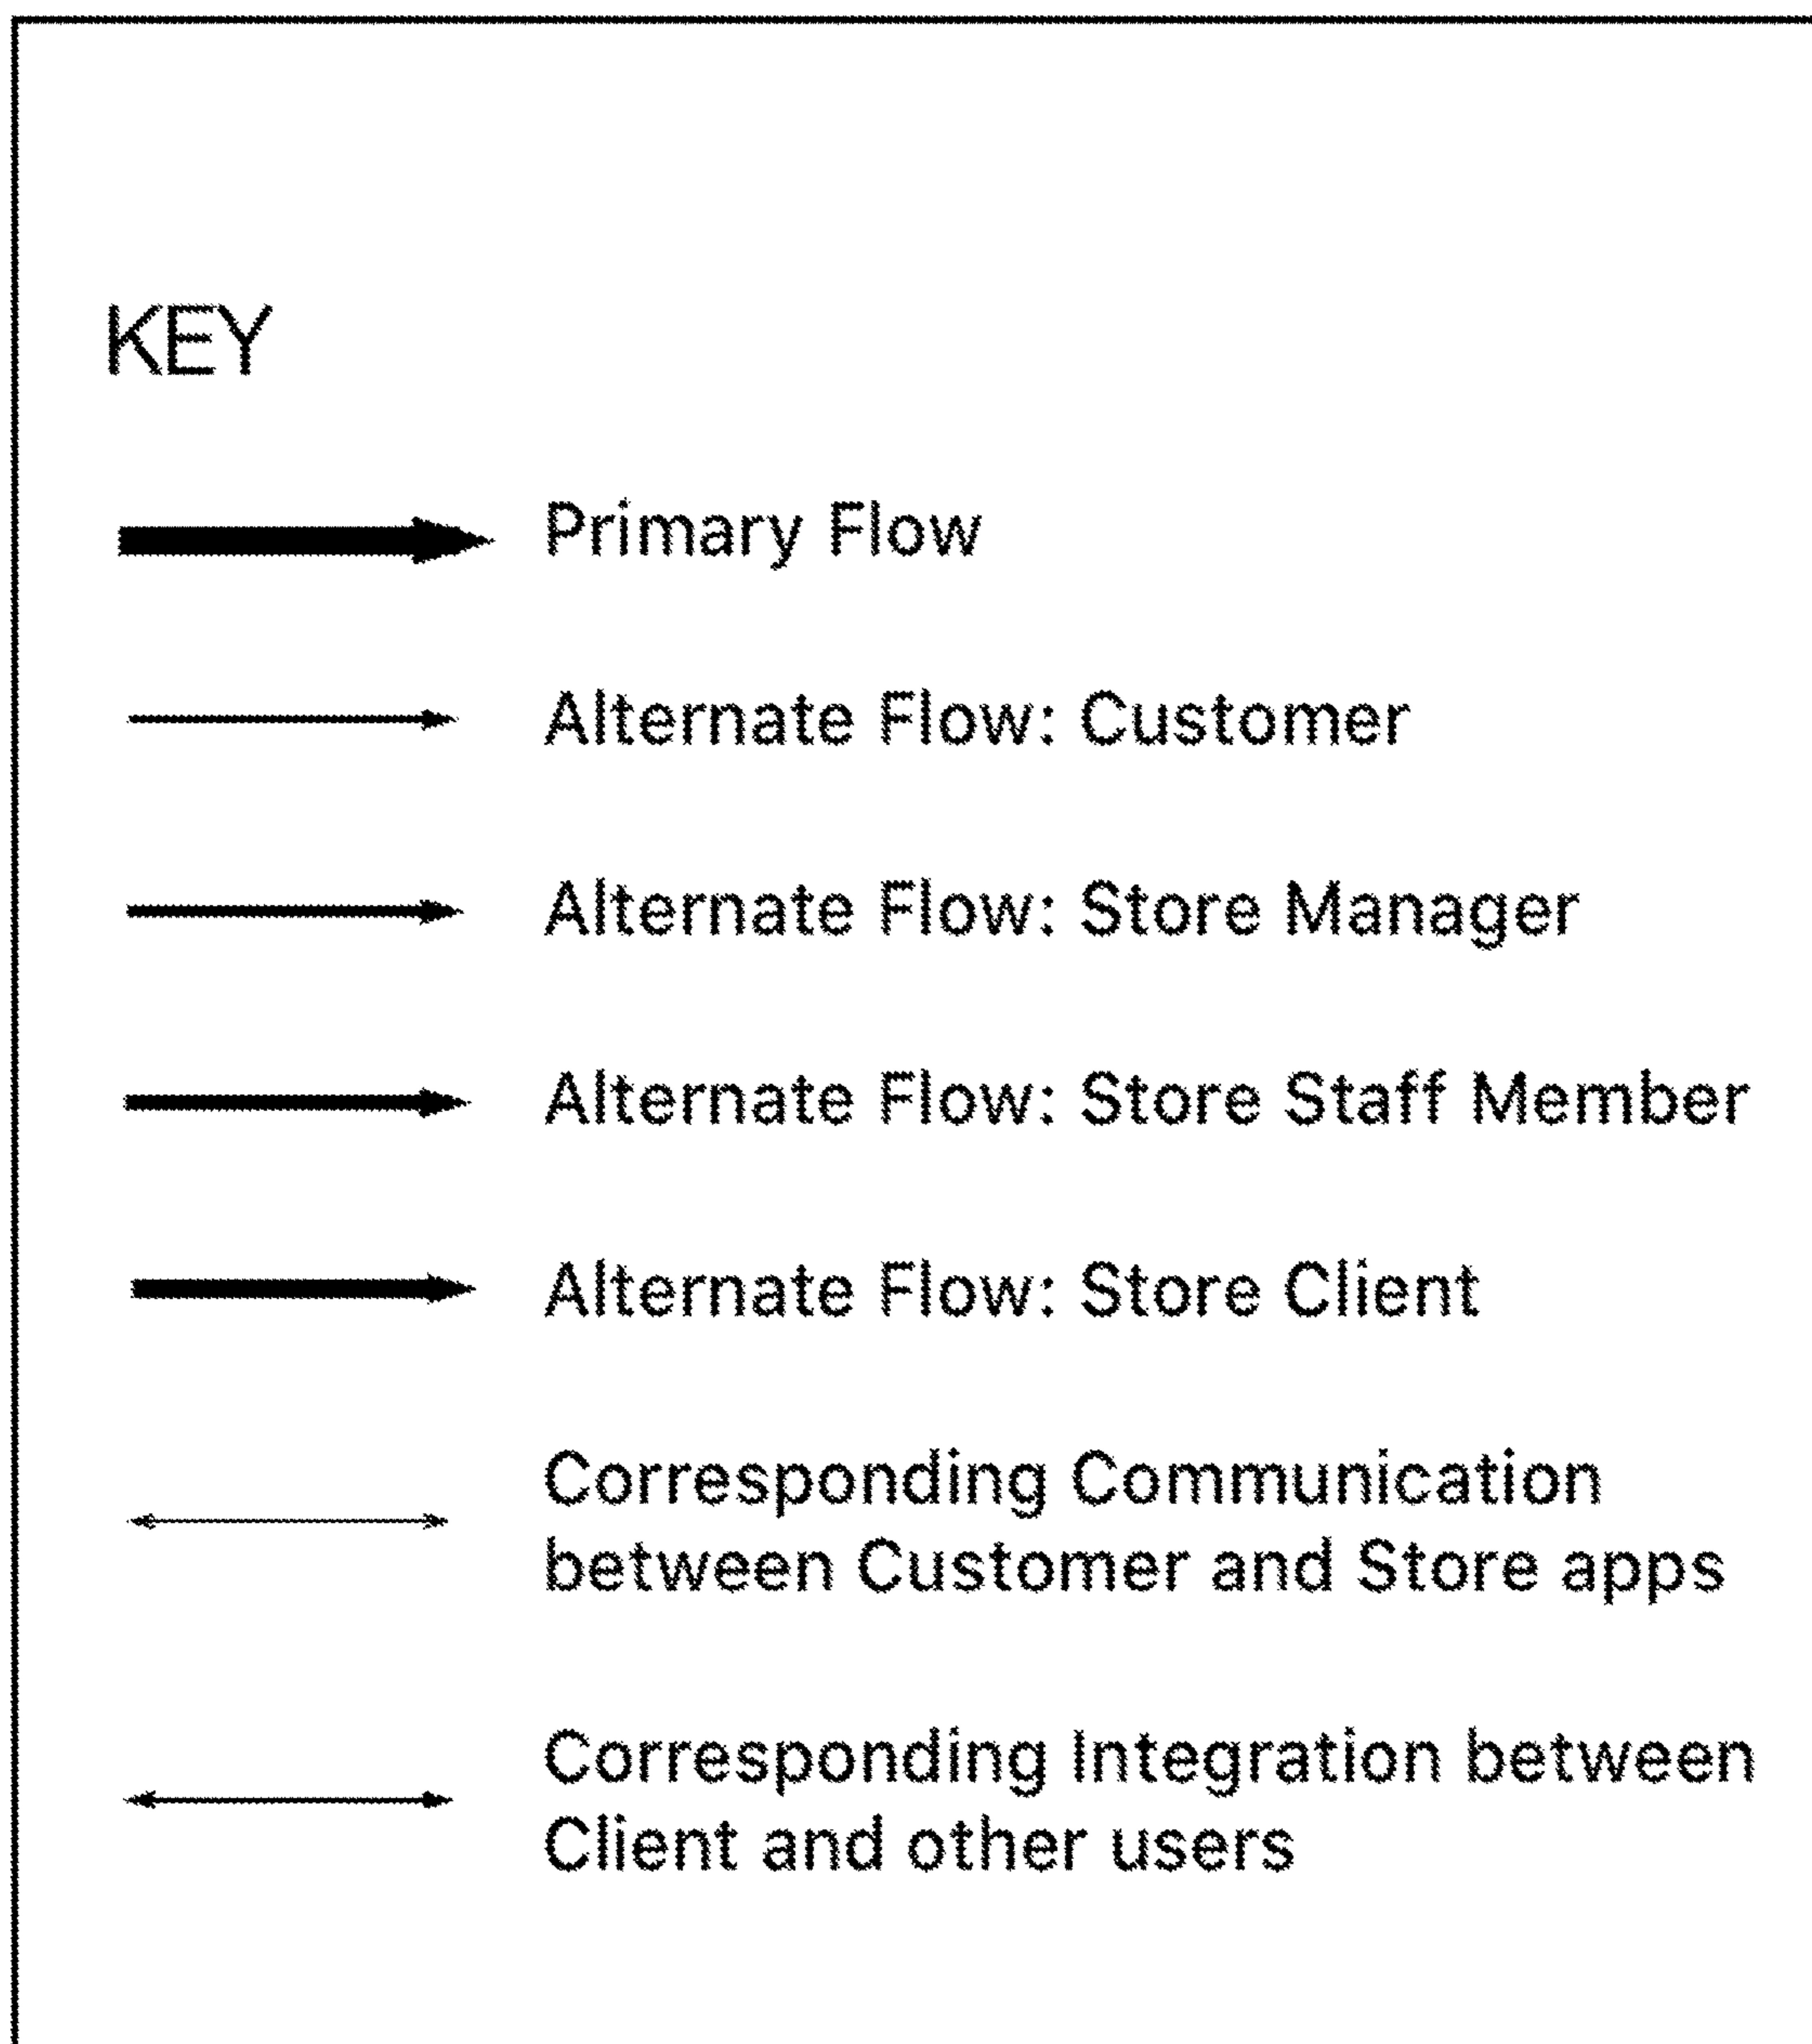 KEY
Primary Flow
Alternate Flow: Customer
Alternate Flow: Store Manager
Alternate Flow: Store Staff Member
Alternate Flow: Store Client
Corresponding Communication
between Customer and Store apps
Corresponding Integration between
Client and other users